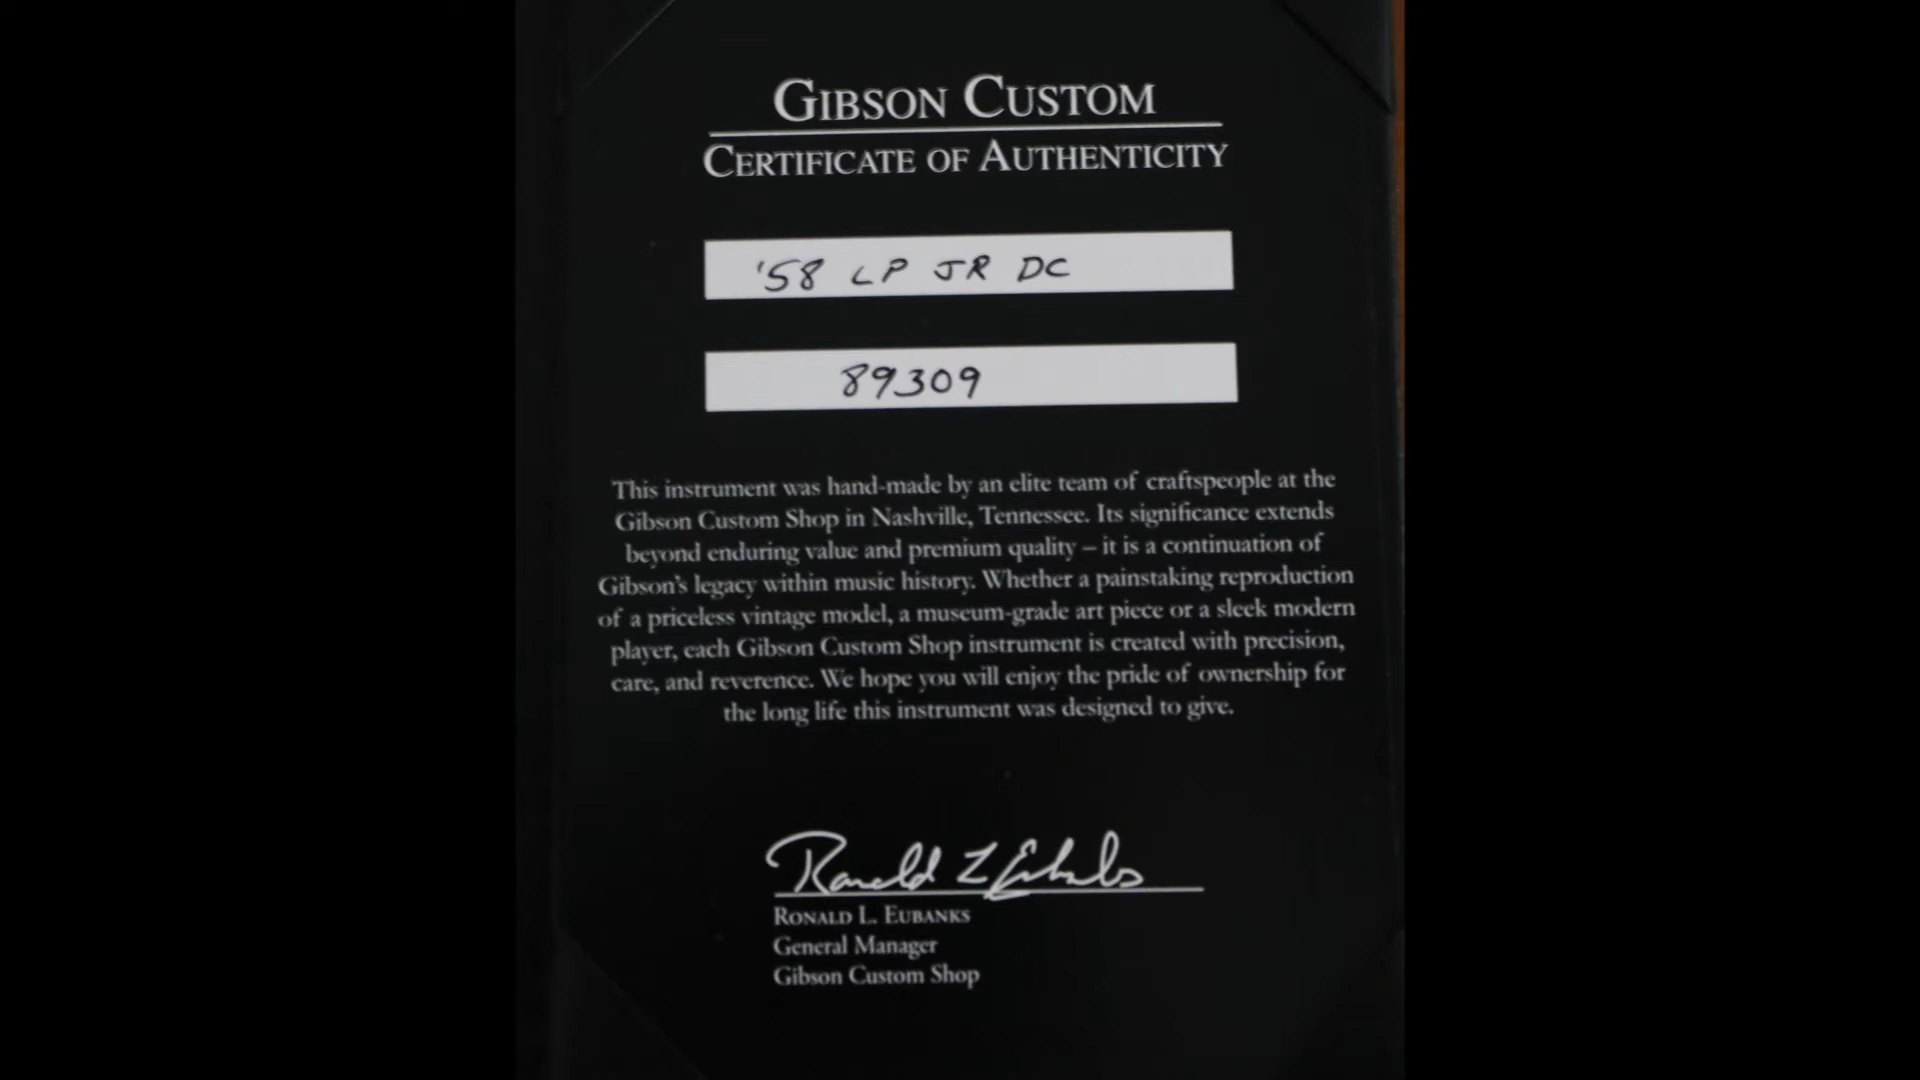 GIBSON CUSTOM
CERTIFICATE OF AUTHENTICITY
'58 LP JR DC
89309
This instrument was hand-made by an elite team of craftspeople at the
Gibson Custom Shop in Nashville, Tennessee. Its significance extends
beyond enduring value and premium quality – it is a continuation of
Gibson's legacy within music history. Whether a painstaking reproduction
of a priceless vintage model, a museum-grade art piece or a sleek modern
player, each Gibson Custom Shop instrument is created with precision,
care, and reverence. We hope you will enjoy the pride of ownership for
the long life this instrument was designed to give.
Ronald L Eubanks
RONALD L. EUBANKS
General Manager
Gibson Custom Shop